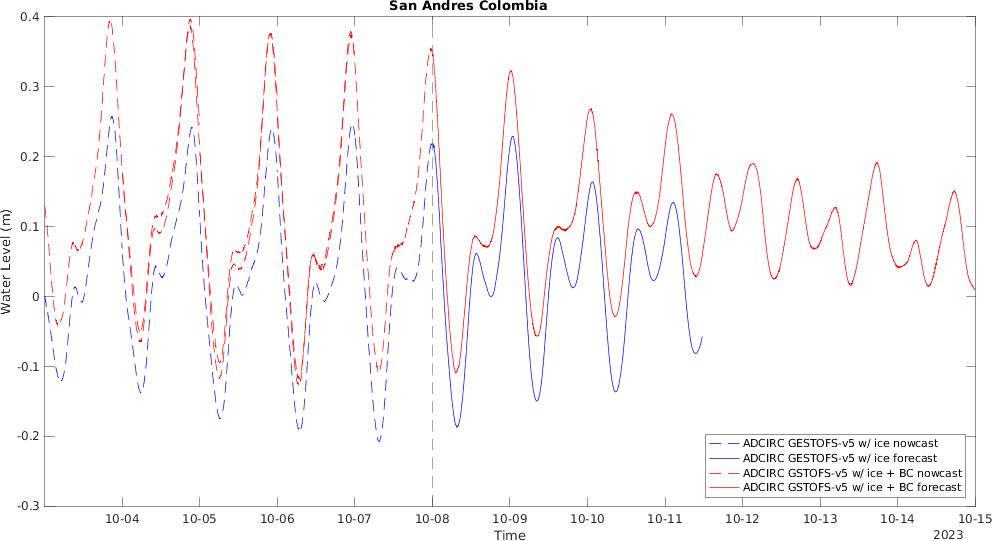 San Andres Colombia
0.4
0.3
0.2
0.1
0
-0.1
-0.2
-0.3
Water Level (m)
ADCIRC GESTOFS-v5 w/ ice nowcast
ADCIRC GESTOFS-v5 w/ ice forecast
ADCIRC GSTOFS-v5 w/ ice + BC nowcast
ADCIRC GSTOFS-v5 w/ ice + BC forecast
10-04 10-05 10-06 10-07 10-08 10-09 10-10 10-11 10-12 10-13 10-14 10-15
Time
2023